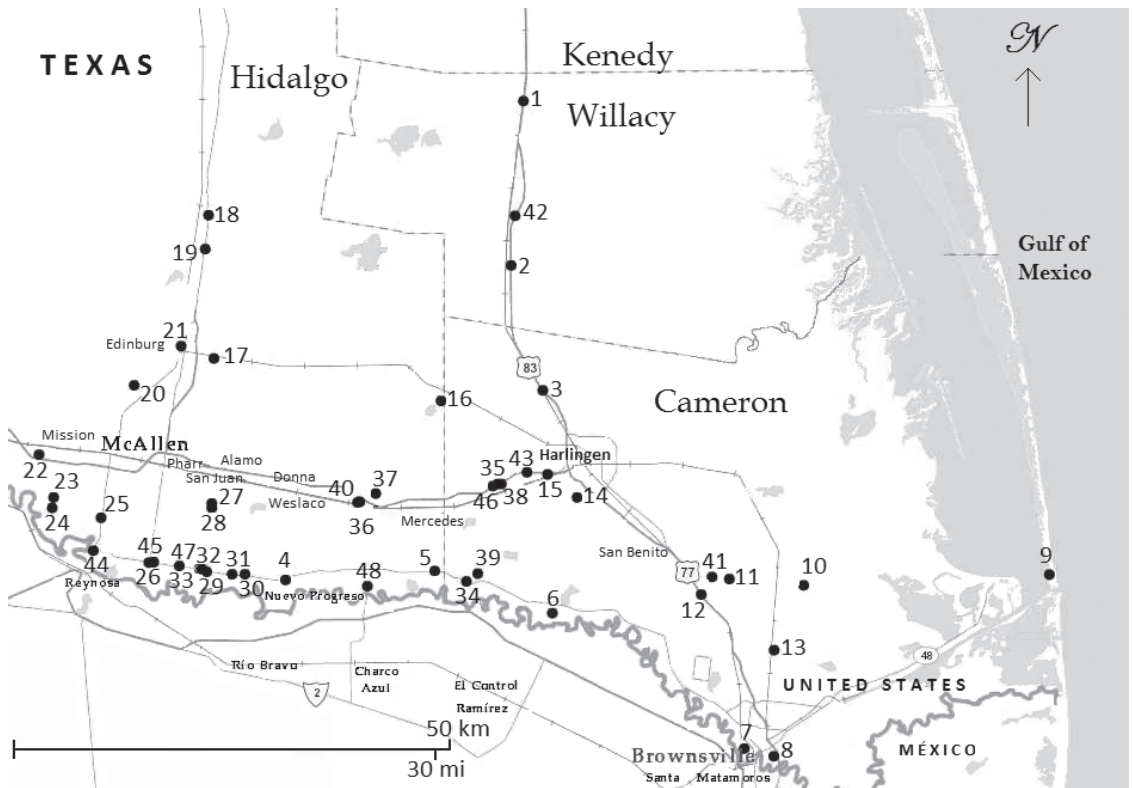 TEXAS
Hidalgo
Kenedy
Willacy
N
1
18
42
19
2
Gulf of
Mexico
21
Edinburg
17
83
3
20
16
Cameron
Mission
McAllen
22
Pharr
Alamo
San Juan
Donna
Harlingen
43
35
37
23
27
40
Weslaco
46
38
15
14
24
25
28
36
Mercedes
San Benito
77
41
11
10
9
44
45
47
32
31
4
5
39
48
26
33
29
30
34
12
Reynosa
Nuevo Progreso
6
13
48
Río Bravu
Charco
Azul
2
El Control
Ramírez
UNITED STATES
50 km
30 mi
7
8
Brownsville
MÉXICO
Santa
Matamoros